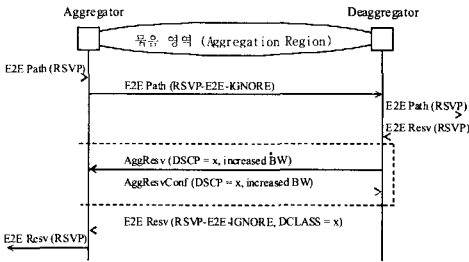 Aggregator
Deaggregator
묶음 영역 (Aggregation Region)
E2E Path (RSVP)
E2E Path (RSVP-E2E-IGNORE)
E2E Path (RSVP)
E2E Resv (RSVP)
AggResv (DSCP = x, increased BW)
AggResvConf (DSCP = x, increased BW)
E2E Resv (RSVP-E2E-IGNORE, DCLASS = x)
E2E Resv (RSVP)